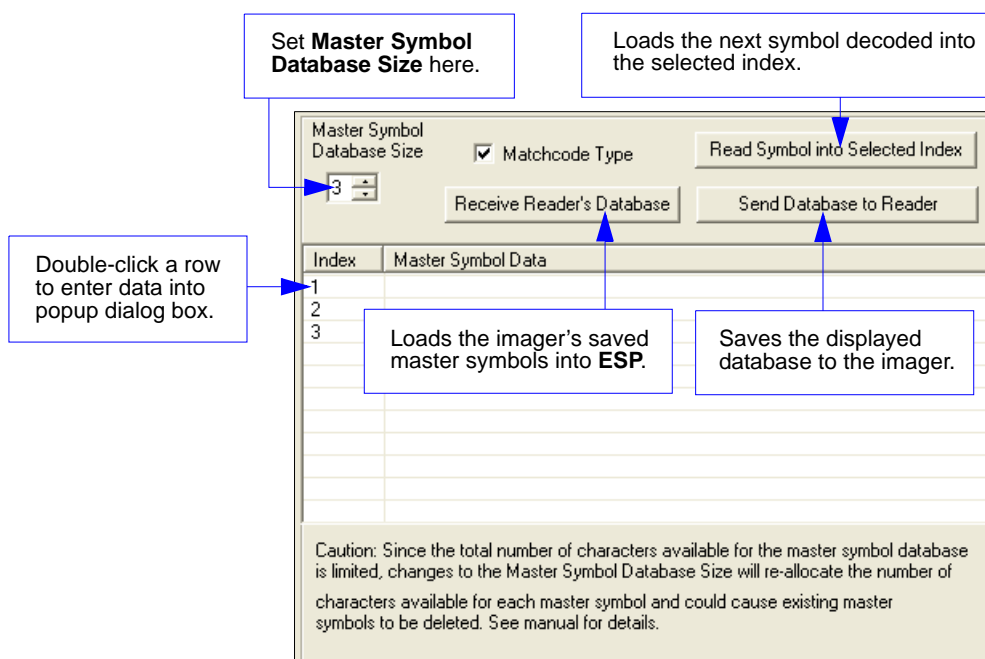 Set Master Symbol
Database Size here.
Loads the next symbol decoded into
the selected index.
Master Symbol
Database Size
Matchcode Type
Read Symbol into Selected Index
3
Receive Reader's Database
Send Database to Reader
Double-click a row
to enter data into
popup dialog box.
Index
Master Symbol Data
1
2
3
Loads the imager's saved
master symbols into ESP.
Saves the displayed
database to the imager.
Caution: Since the total number of characters available for the master symbol database
is limited, changes to the Master Symbol Database Size will re-allocate the number of
characters available for each master symbol and could cause existing master
symbols to be deleted. See manual for details.